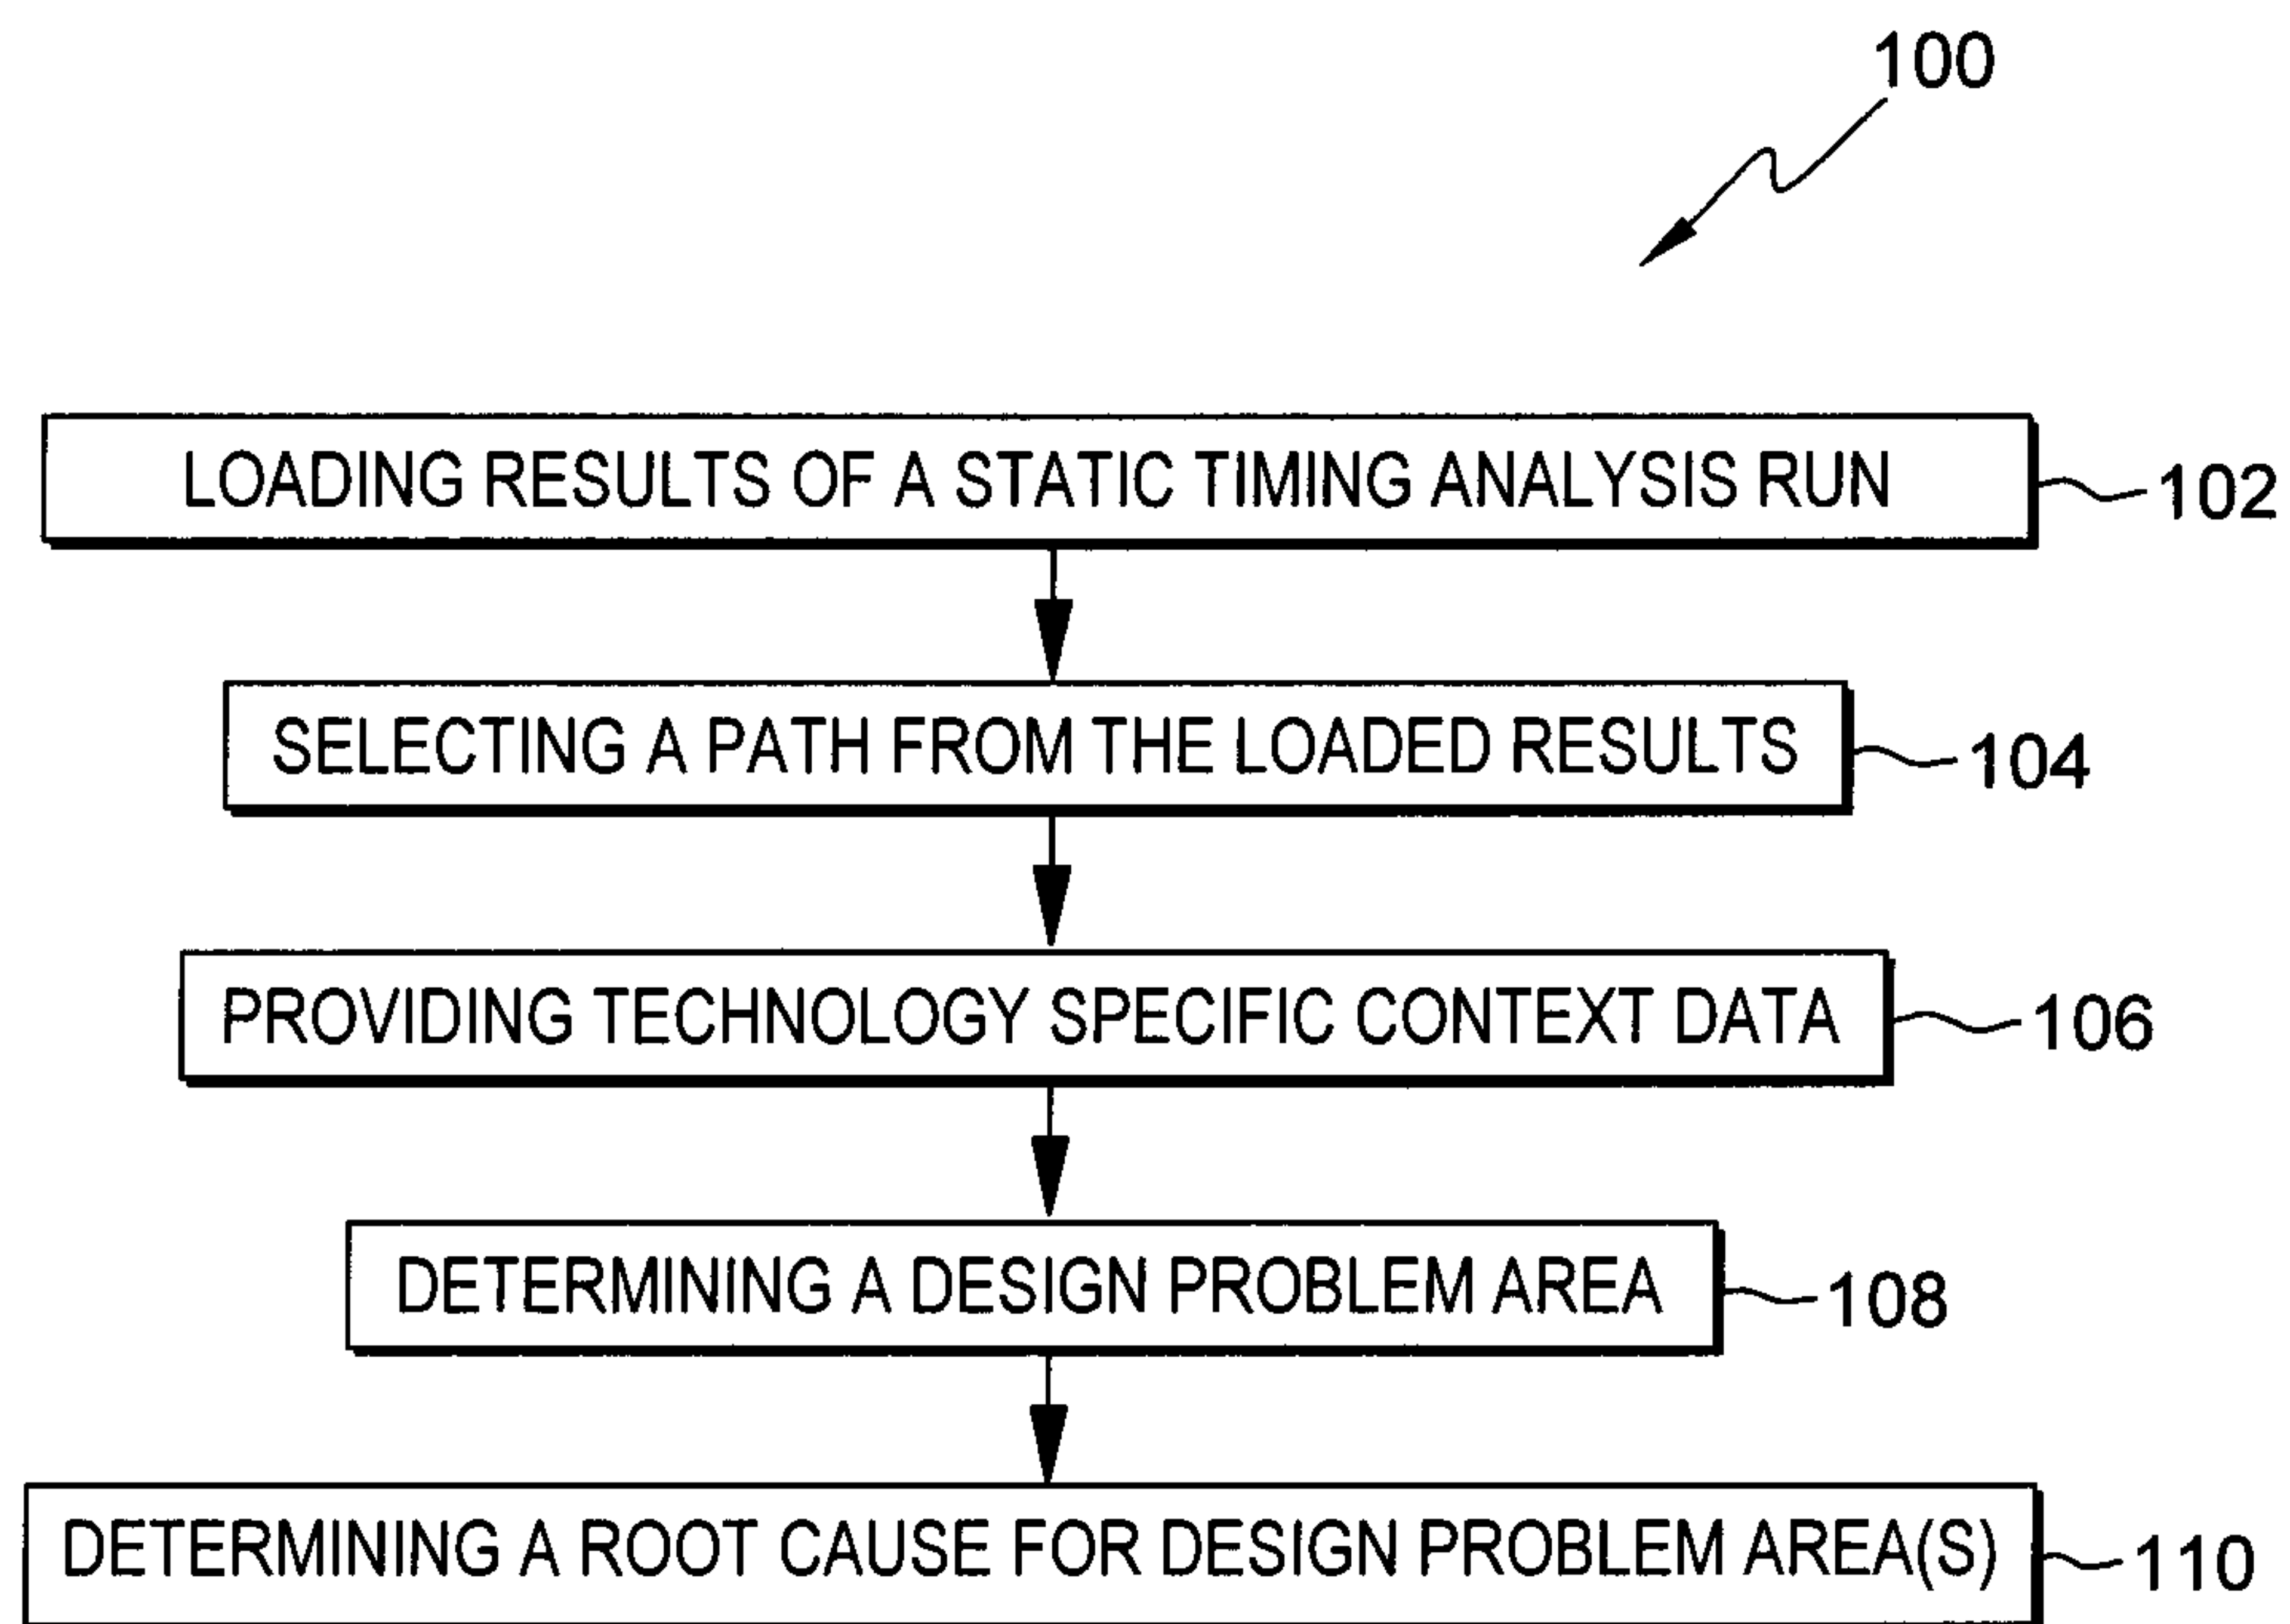 100
LOADING RESULTS OF A STATIC TIMING ANALYSIS RUN 102
SELECTING A PATH FROM THE LOADED RESULTS 104
PROVIDING TECHNOLOGY SPECIFIC CONTEXT DATA 106
DETERMINING A DESIGN PROBLEM AREA 108
DETERMINING A ROOT CAUSE FOR DESIGN PROBLEM AREA(S) 110